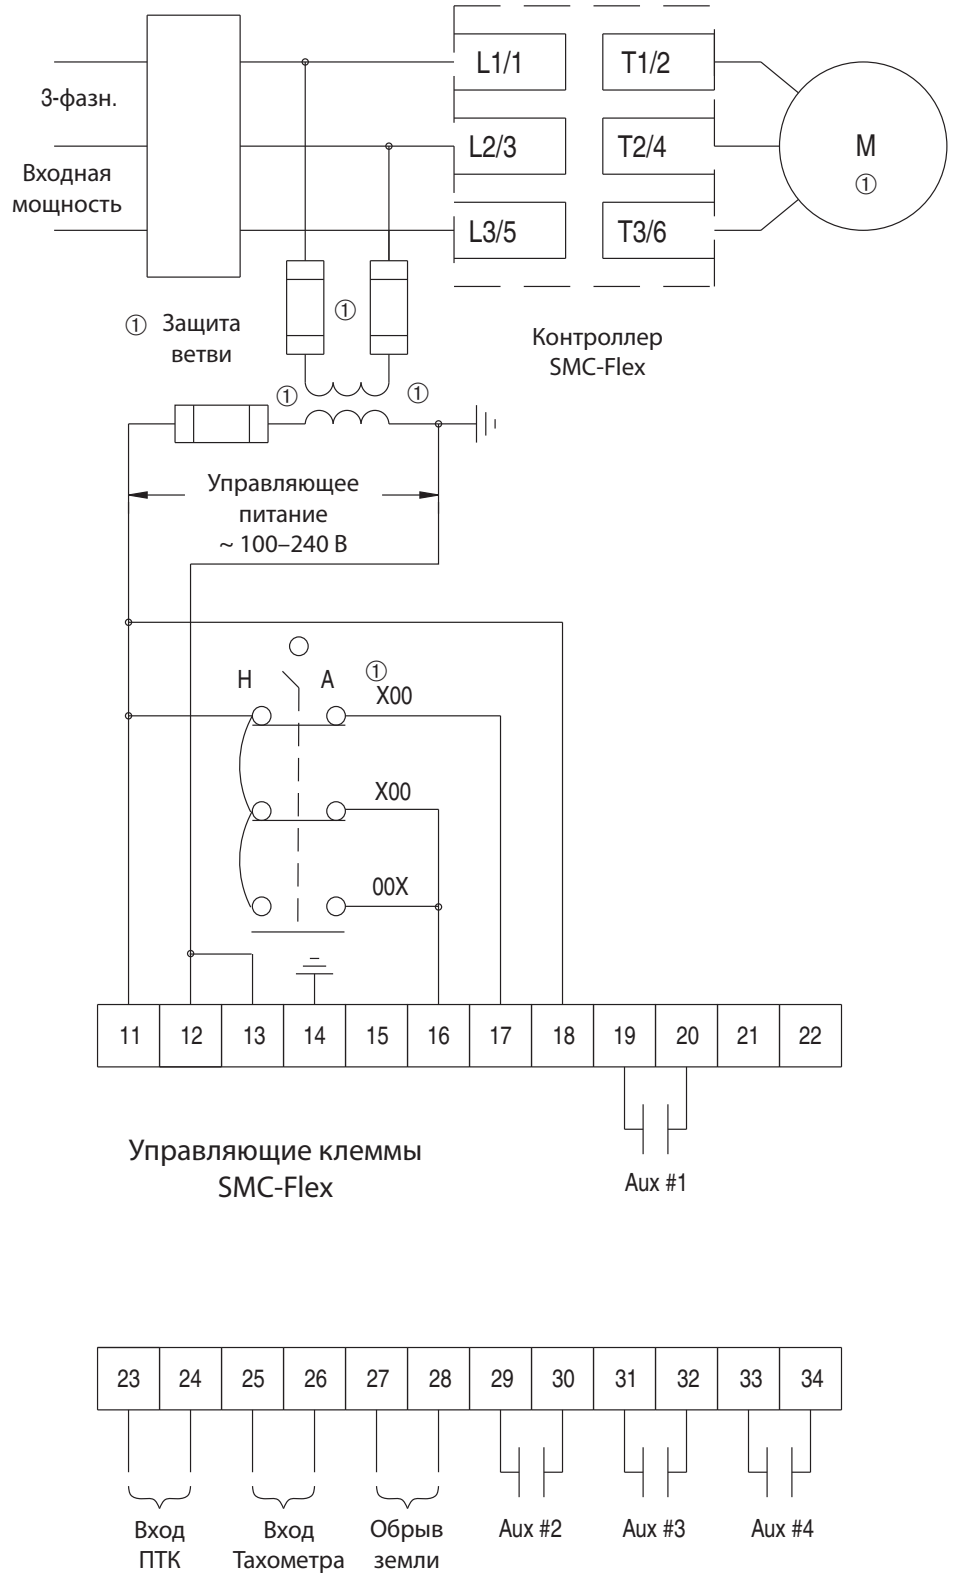 3-фазн.
Входная
мощность
L1/1
T1/2
L2/3
T2/4
L3/5
T3/6
M
①
① Защита
ветви
①
Контроллер
SMC-Flex
①
①
Управляющее
питание
~ 100–240 В
H
A
①
X00
X00
00X
11 12 13 14 15 16 17 18 19 20 21 22
Управляющие клеммы
SMC-Flex
Aux #1
23 24 25 26 27 28 29 30 31 32 33 34
Вход
ПТК
Вход
Тахометра
Обрыв
земли
Aux #2
Aux #3
Aux #4